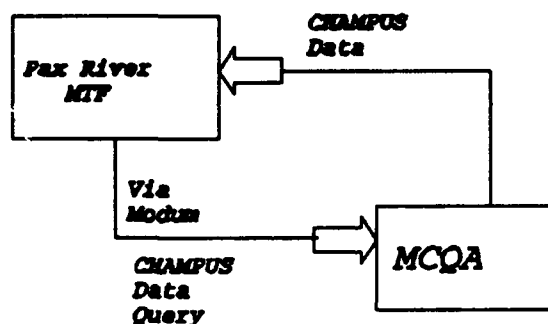 CHAMPUS
Data
Pax River
MTF
Via
Modum
CHAMPUS
Data
Query
MCQA